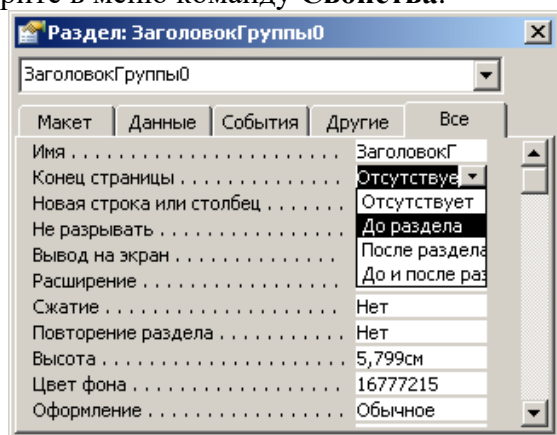 рите в меню команду Свойства.
Раздел: ЗаголовокГруппы0
ЗаголовокГруппы0
Макет Данные События Другие Все
Имя . . . . . . . . . . . . . . . . . . . . . . . ЗаголовокГ
Конец страницы . . . . . . . . . . . . . Отсутствуе
Новая строка или столбец . . . . . . . Отсутствует
Не разрывать . . . . . . . . . . . . . . . До раздела
Вывод на экран . . . . . . . . . . . . . . После раздела
Расширение . . . . . . . . . . . . . . . . До и после раз
Сжатие . . . . . . . . . . . . . . . . . . . . Нет
Повторение раздела . . . . . . . . . . Нет
Высота . . . . . . . . . . . . . . . . . . . . 5,799см
Цвет фона . . . . . . . . . . . . . . . . . 16777215
Оформление . . . . . . . . . . . . . . . . Обычное